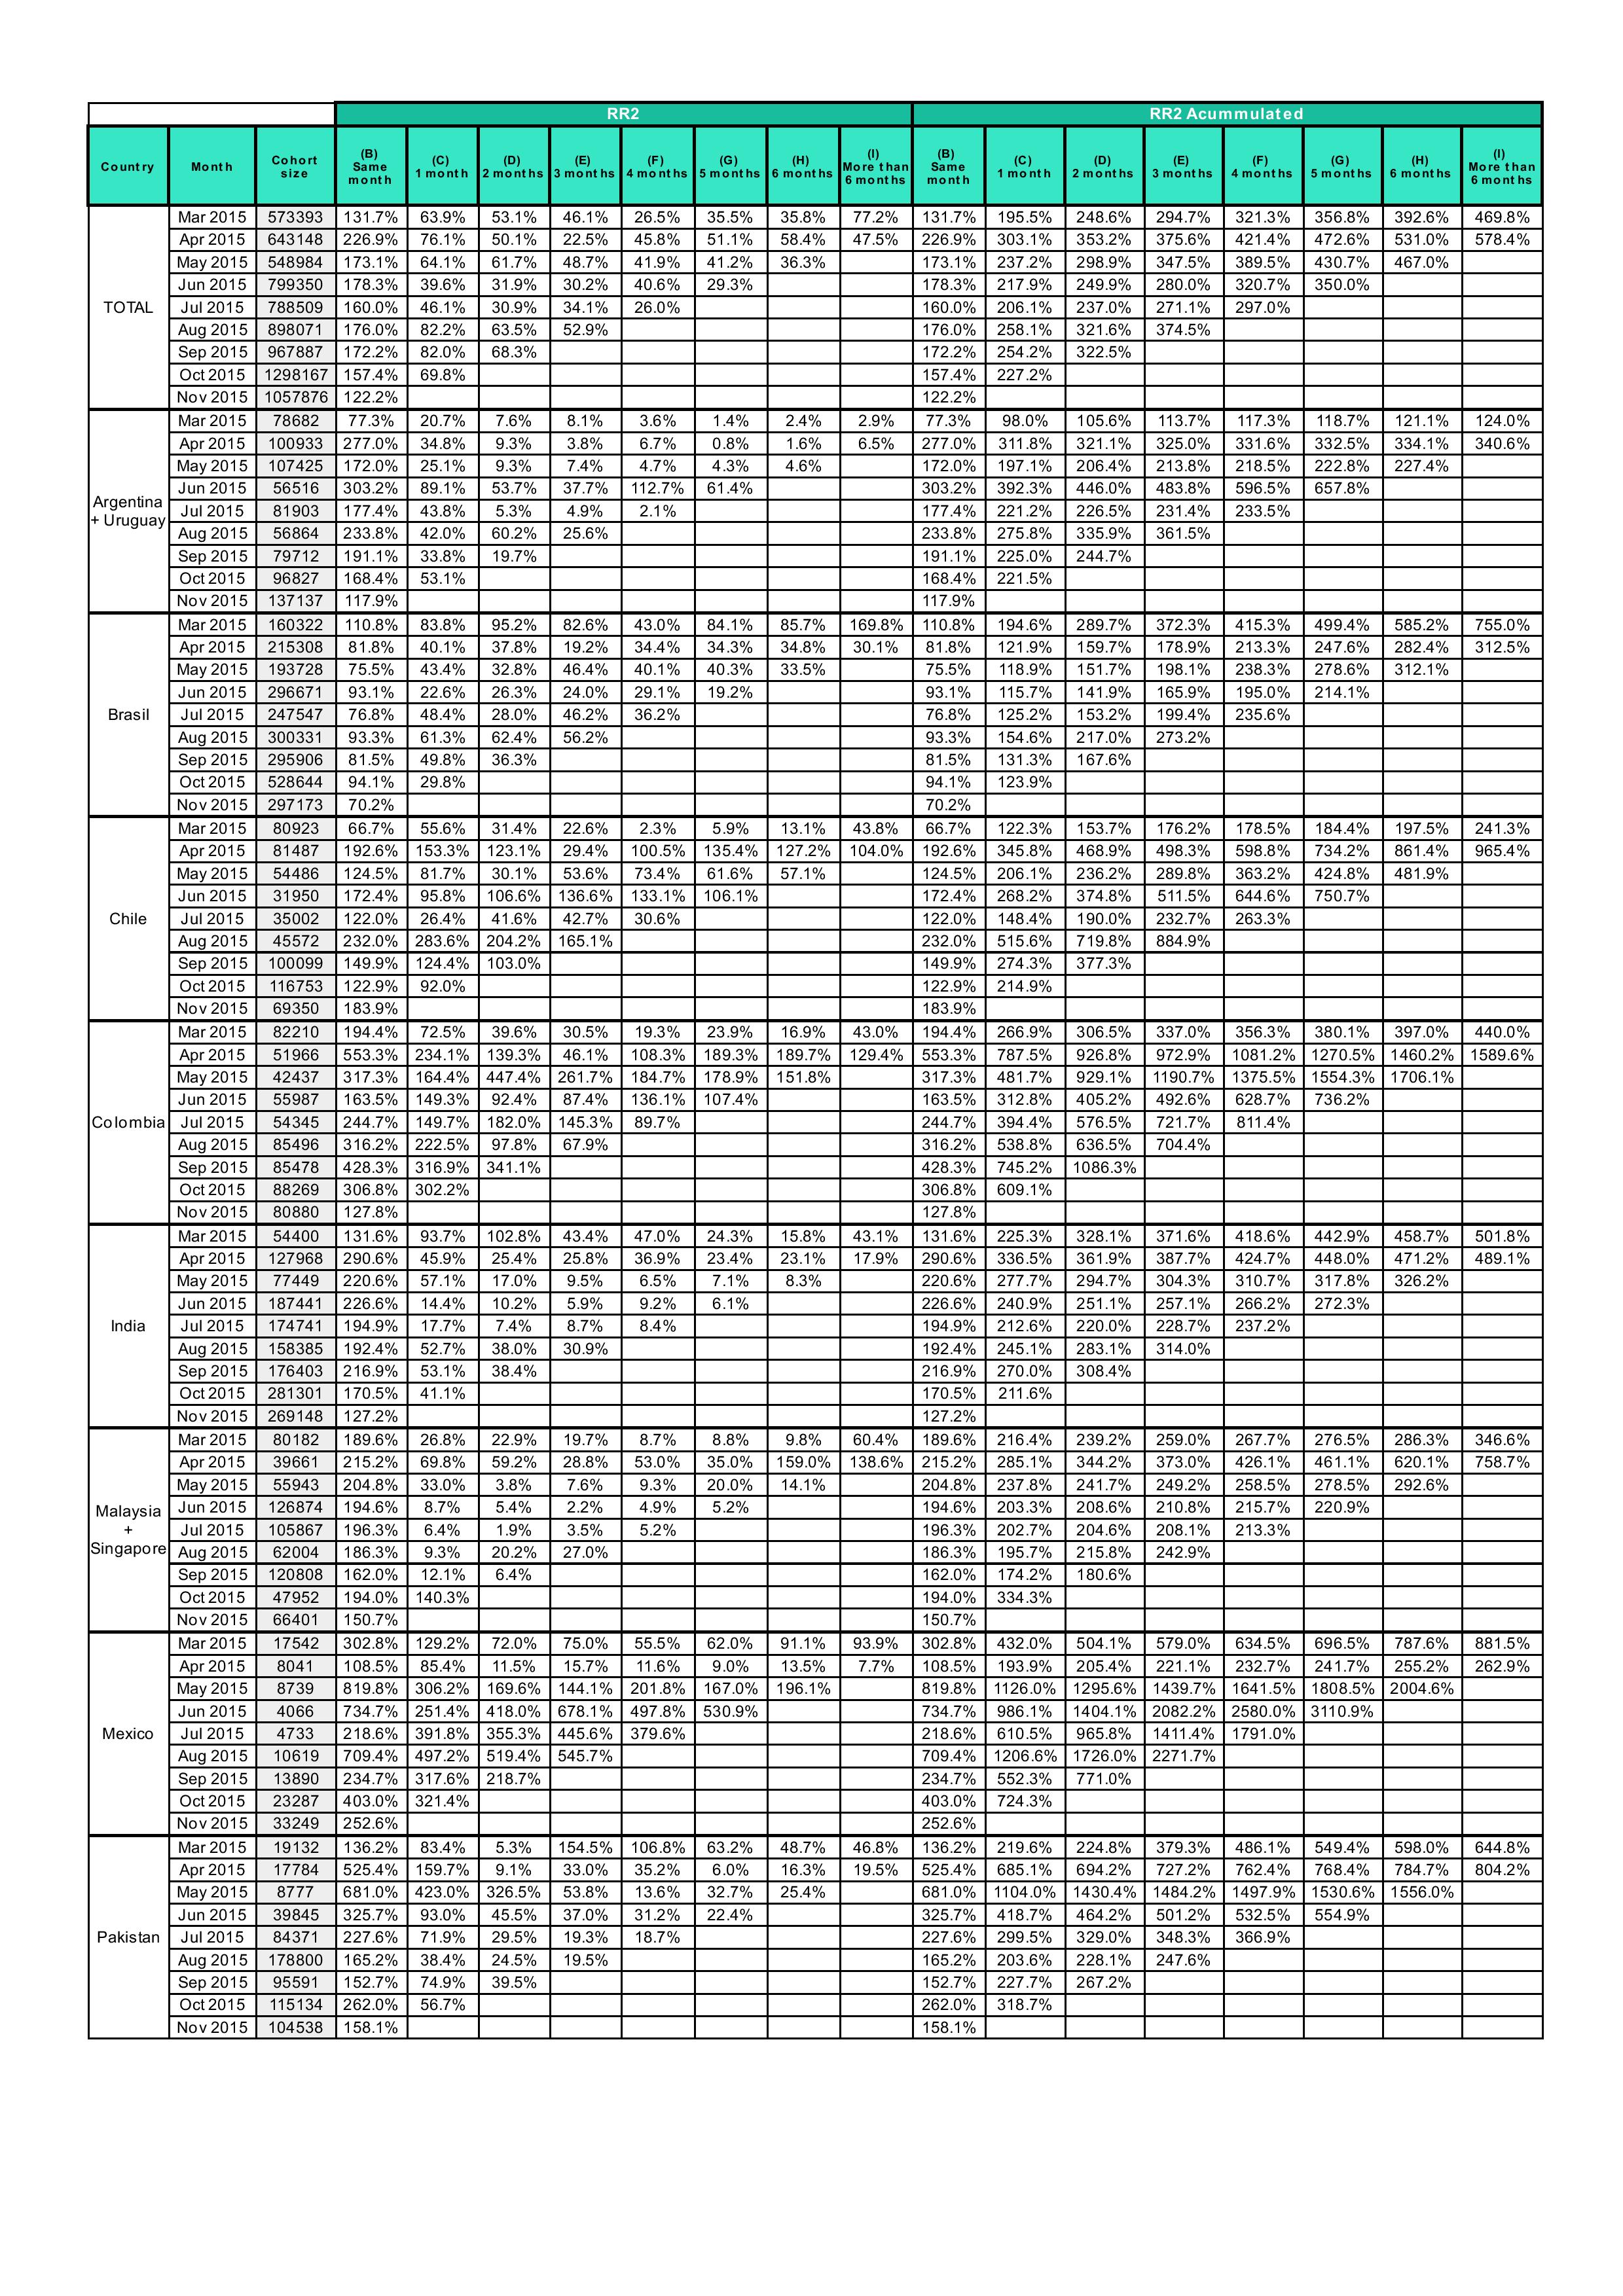 RR2 RR2 Acummulated
Country Month Cohort size (B) Same month (C) 1 month (D) 2 months (E) 3 months (F) 4 months (G) 5 months (H) 6 months (I) More than 6 months (B) Same month (C) 1 month (D) 2 months (E) 3 months (F) 4 months (G) 5 months (H) 6 months (I) More than 6 months
TOTAL
Mar 2015 573393 131.7% 63.9% 53.1% 46.1% 26.5% 35.5% 35.8% 77.2% 131.7% 195.5% 248.6% 294.7% 321.3% 356.8% 392.6% 469.8%
Apr 2015 643148 226.9% 76.1% 50.1% 22.5% 45.8% 51.1% 58.4% 47.5% 226.9% 303.1% 353.2% 375.6% 421.4% 472.6% 531.0% 578.4%
May 2015 548984 173.1% 64.1% 61.7% 48.7% 41.9% 41.2% 36.3% 173.1% 237.2% 298.9% 347.5% 389.5% 430.7% 467.0%
Jun 2015 799350 178.3% 39.6% 31.9% 30.2% 40.6% 29.3% 178.3% 217.9% 249.9% 280.0% 320.7% 350.0%
Jul 2015 788509 160.0% 46.1% 30.9% 34.1% 26.0% 160.0% 206.1% 237.0% 271.1% 297.0%
Aug 2015 898071 176.0% 82.2% 63.5% 52.9% 176.0% 258.1% 321.6% 374.5%
Sep 2015 967887 172.2% 82.0% 68.3% 172.2% 254.2% 322.5%
Oct 2015 1298167 157.4% 69.8% 157.4% 227.2%
Nov 2015 1057876 122.2% 122.2%
Argentina + Uruguay
Mar 2015 78682 77.3% 20.7% 7.6% 8.1% 3.6% 1.4% 2.4% 2.9% 77.3% 98.0% 105.6% 113.7% 117.3% 118.7% 121.1% 124.0%
Apr 2015 100933 277.0% 34.8% 9.3% 3.8% 6.7% 0.8% 1.6% 6.5% 277.0% 311.8% 321.1% 325.0% 331.6% 332.5% 334.1% 340.6%
May 2015 107425 172.0% 25.1% 9.3% 7.4% 4.7% 4.3% 4.6% 172.0% 197.1% 206.4% 213.8% 218.5% 222.8% 227.4%
Jun 2015 56516 303.2% 89.1% 53.7% 37.7% 112.7% 61.4% 303.2% 392.3% 446.0% 483.8% 596.5% 657.8%
Jul 2015 81903 177.4% 43.8% 5.3% 4.9% 2.1% 177.4% 221.2% 226.5% 231.4% 233.5%
Aug 2015 56864 233.8% 42.0% 60.2% 25.6% 233.8% 275.8% 335.9% 361.5%
Sep 2015 79712 191.1% 33.8% 19.7% 191.1% 225.0% 244.7%
Oct 2015 96827 168.4% 53.1% 168.4% 221.5%
Nov 2015 137137 117.9% 117.9%
Brasil
Mar 2015 160322 110.8% 83.8% 95.2% 82.6% 43.0% 84.1% 85.7% 169.8% 110.8% 194.6% 289.7% 372.3% 415.3% 499.4% 585.2% 755.0%
Apr 2015 215308 81.8% 40.1% 37.8% 19.2% 34.4% 34.3% 34.8% 30.1% 81.8% 121.9% 159.7% 178.9% 213.3% 247.6% 282.4% 312.5%
May 2015 193728 75.5% 43.4% 32.8% 46.4% 40.1% 40.3% 33.5% 75.5% 118.9% 151.7% 198.1% 238.3% 278.6% 312.1%
Jun 2015 296671 93.1% 22.6% 26.3% 24.0% 29.1% 19.2% 93.1% 115.7% 141.9% 165.9% 195.0% 214.1%
Jul 2015 247547 76.8% 48.4% 28.0% 46.2% 36.2% 76.8% 125.2% 153.2% 199.4% 235.6%
Aug 2015 300331 93.3% 61.3% 62.4% 56.2% 93.3% 154.6% 217.0% 273.2%
Sep 2015 295906 81.5% 49.8% 36.3% 81.5% 131.3% 167.6%
Oct 2015 528644 94.1% 29.8% 94.1% 123.9%
Nov 2015 297173 70.2% 70.2%
Chile
Mar 2015 80923 66.7% 55.6% 31.4% 22.6% 2.3% 5.9% 13.1% 43.8% 66.7% 122.3% 153.7% 176.2% 178.5% 184.4% 197.5% 241.3%
Apr 2015 81487 192.6% 153.3% 123.1% 29.4% 100.5% 135.4% 127.2% 104.0% 192.6% 345.8% 468.9% 498.3% 598.8% 734.2% 861.4% 965.4%
May 2015 54486 124.5% 81.7% 30.1% 53.6% 73.4% 61.6% 57.1% 124.5% 206.1% 236.2% 289.8% 363.2% 424.8% 481.9%
Jun 2015 31950 172.4% 95.8% 106.6% 136.6% 133.1% 106.1% 172.4% 268.2% 374.8% 511.5% 644.6% 750.7%
Jul 2015 35002 122.0% 26.4% 41.6% 42.7% 30.6% 122.0% 148.4% 190.0% 232.7% 263.3%
Aug 2015 45572 232.0% 283.6% 204.2% 165.1% 232.0% 515.6% 719.8% 884.9%
Sep 2015 100099 149.9% 124.4% 103.0% 149.9% 274.3% 377.3%
Oct 2015 116753 122.9% 92.0% 122.9% 214.9%
Nov 2015 69350 183.9% 183.9%
Colombia
Mar 2015 82210 194.4% 72.5% 39.6% 30.5% 19.3% 23.9% 16.9% 43.0% 194.4% 266.9% 306.5% 337.0% 356.3% 380.1% 397.0% 440.0%
Apr 2015 51966 553.3% 234.1% 139.3% 46.1% 108.3% 189.3% 189.7% 129.4% 553.3% 787.5% 926.8% 972.9% 1081.2% 1270.5% 1460.2% 1589.6%
May 2015 42437 317.3% 164.4% 447.4% 261.7% 184.7% 178.9% 151.8% 317.3% 481.7% 929.1% 1190.7% 1375.5% 1554.3% 1706.1%
Jun 2015 55987 163.5% 149.3% 92.4% 87.4% 136.1% 107.4% 163.5% 312.8% 405.2% 492.6% 628.7% 736.2%
Jul 2015 54345 244.7% 149.7% 182.0% 145.3% 89.7% 244.7% 394.4% 576.5% 721.7% 811.4%
Aug 2015 85496 316.2% 222.5% 97.8% 67.9% 316.2% 538.8% 636.5% 704.4%
Sep 2015 85478 428.3% 316.9% 341.1% 428.3% 745.2% 1086.3%
Oct 2015 88269 306.8% 302.2% 306.8% 609.1%
Nov 2015 80880 127.8% 127.8%
India
Mar 2015 54400 131.6% 93.7% 102.8% 43.4% 47.0% 24.3% 15.8% 43.1% 131.6% 225.3% 328.1% 371.6% 418.6% 442.9% 458.7% 501.8%
Apr 2015 127968 290.6% 45.9% 25.4% 25.8% 36.9% 23.4% 23.1% 17.9% 290.6% 336.5% 361.9% 387.7% 424.7% 448.0% 471.2% 489.1%
May 2015 77449 220.6% 57.1% 17.0% 9.5% 6.5% 7.1% 8.3% 220.6% 277.7% 294.7% 304.3% 310.7% 317.8% 326.2%
Jun 2015 187441 226.6% 14.4% 10.2% 5.9% 9.2% 6.1% 226.6% 240.9% 251.1% 257.1% 266.2% 272.3%
Jul 2015 174741 194.9% 17.7% 7.4% 8.7% 8.4% 194.9% 212.6% 220.0% 228.7% 237.2%
Aug 2015 158385 192.4% 52.7% 38.0% 30.9% 192.4% 245.1% 283.1% 314.0%
Sep 2015 176403 216.9% 53.1% 38.4% 216.9% 270.0% 308.4%
Oct 2015 281301 170.5% 41.1% 170.5% 211.6%
Nov 2015 269148 127.2% 127.2%
Malaysia + Singapore
Mar 2015 80182 189.6% 26.8% 22.9% 19.7% 8.7% 8.8% 9.8% 60.4% 189.6% 216.4% 239.2% 259.0% 267.7% 276.5% 286.3% 346.6%
Apr 2015 39661 215.2% 69.8% 59.2% 28.8% 53.0% 35.0% 159.0% 138.6% 215.2% 285.1% 344.2% 373.0% 426.1% 461.1% 620.1% 758.7%
May 2015 55943 204.8% 33.0% 3.8% 7.6% 9.3% 20.0% 14.1% 204.8% 237.8% 241.7% 249.2% 258.5% 278.5% 292.6%
Jun 2015 126874 194.6% 8.7% 5.4% 2.2% 4.9% 5.2% 194.6% 203.3% 208.6% 210.8% 215.7% 220.9%
Jul 2015 105867 196.3% 6.4% 1.9% 3.5% 5.2% 196.3% 202.7% 204.6% 208.1% 213.3%
Aug 2015 62004 186.3% 9.3% 20.2% 27.0% 186.3% 195.7% 215.8% 242.9%
Sep 2015 120808 162.0% 12.1% 6.4% 162.0% 174.2% 180.6%
Oct 2015 47952 194.0% 140.3% 194.0% 334.3%
Nov 2015 66401 150.7% 150.7%
Mexico
Mar 2015 17542 302.8% 129.2% 72.0% 75.0% 55.5% 62.0% 91.1% 93.9% 302.8% 432.0% 504.1% 579.0% 634.5% 696.5% 787.6% 881.5%
Apr 2015 8041 108.5% 85.4% 11.5% 15.7% 11.6% 9.0% 13.5% 7.7% 108.5% 193.9% 205.4% 221.1% 232.7% 241.7% 255.2% 262.9%
May 2015 8739 819.8% 306.2% 169.6% 144.1% 201.8% 167.0% 196.1% 819.8% 1126.0% 1295.6% 1439.7% 1641.5% 1808.5% 2004.6%
Jun 2015 4066 734.7% 251.4% 418.0% 678.1% 497.8% 530.9% 734.7% 986.1% 1404.1% 2082.2% 2580.0% 3110.9%
Jul 2015 4733 218.6% 391.8% 355.3% 445.6% 379.6% 218.6% 610.5% 965.8% 1411.4% 1791.0%
Aug 2015 10619 709.4% 497.2% 519.4% 545.7% 709.4% 1206.6% 1726.0% 2271.7%
Sep 2015 13890 234.7% 317.6% 218.7% 234.7% 552.3% 771.0%
Oct 2015 23287 403.0% 321.4% 403.0% 724.3%
Nov 2015 33249 252.6% 252.6%
Pakistan
Mar 2015 19132 136.2% 83.4% 5.3% 154.5% 106.8% 63.2% 48.7% 46.8% 136.2% 219.6% 224.8% 379.3% 486.1% 549.4% 598.0% 644.8%
Apr 2015 17784 525.4% 159.7% 9.1% 33.0% 35.2% 6.0% 16.3% 19.5% 525.4% 685.1% 694.2% 727.2% 762.4% 768.4% 784.7% 804.2%
May 2015 8777 681.0% 423.0% 326.5% 53.8% 13.6% 32.7% 25.4% 681.0% 1104.0% 1430.4% 1484.2% 1497.9% 1530.6% 1556.0%
Jun 2015 39845 325.7% 93.0% 45.5% 37.0% 31.2% 22.4% 325.7% 418.7% 464.2% 501.2% 532.5% 554.9%
Jul 2015 84371 227.6% 71.9% 29.5% 19.3% 18.7% 227.6% 299.5% 329.0% 348.3% 366.9%
Aug 2015 178800 165.2% 38.4% 24.5% 19.5% 165.2% 203.6% 228.1% 247.6%
Sep 2015 95591 152.7% 74.9% 39.5% 152.7% 227.7% 267.2%
Oct 2015 115134 262.0% 56.7% 262.0% 318.7%
Nov 2015 104538 158.1% 158.1%